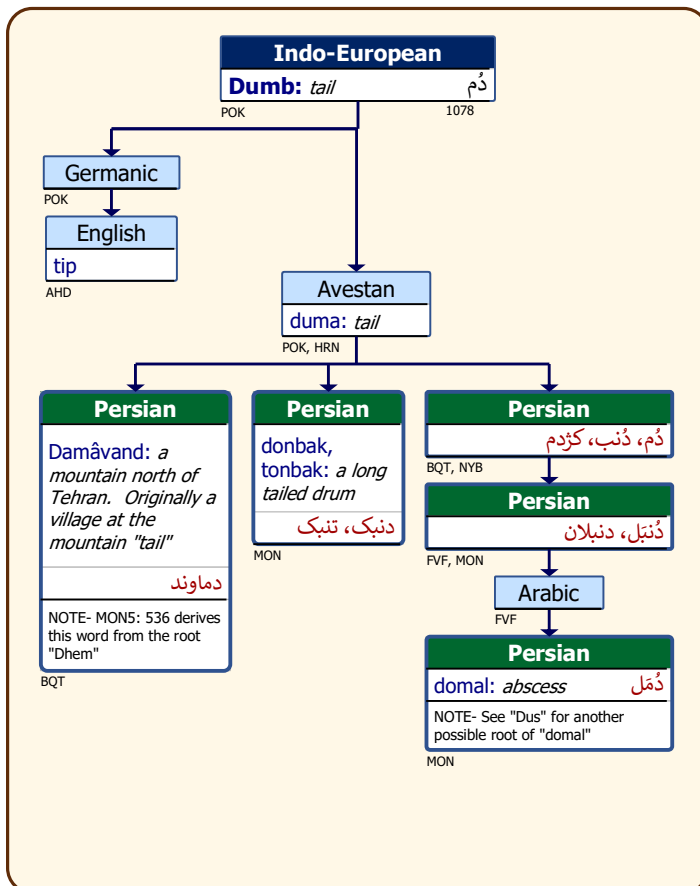 Indo-European
Dumb: tail دُم
POK 1078
Germanic
POK
English
tip
AHD
Avestan
duma: tail
POK, HRN
Persian
Damâvand: a
mountain north of
Tehran. Originally a
village at the
mountain "tail"
دماوند
NOTE- MON5: 536 derives
this word from the root
"Dhem"
BQT
Persian
donbak,
tonbak: a long
tailed drum
دنبک، تنبک
MON
Persian
دُم، دُنب، کژدم
BQT, NYB
Persian
دُنبَل، دنبلان
FVF, MON
Arabic
FVF
Persian
domal: abscess دُمَل
NOTE- See "Dus" for another
possible root of "domal"
MON